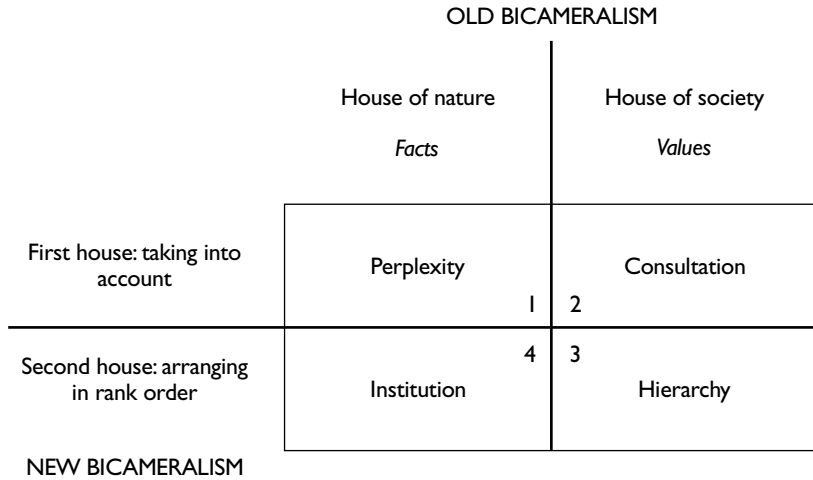 OLD BICAMERALISM
House of nature
House of society
Facts
Values
First house: taking into
account
Perplexity
Consultation
1
2
Second house: arranging
in rank order
4
3
Institution
Hierarchy
NEW BICAMERALISM